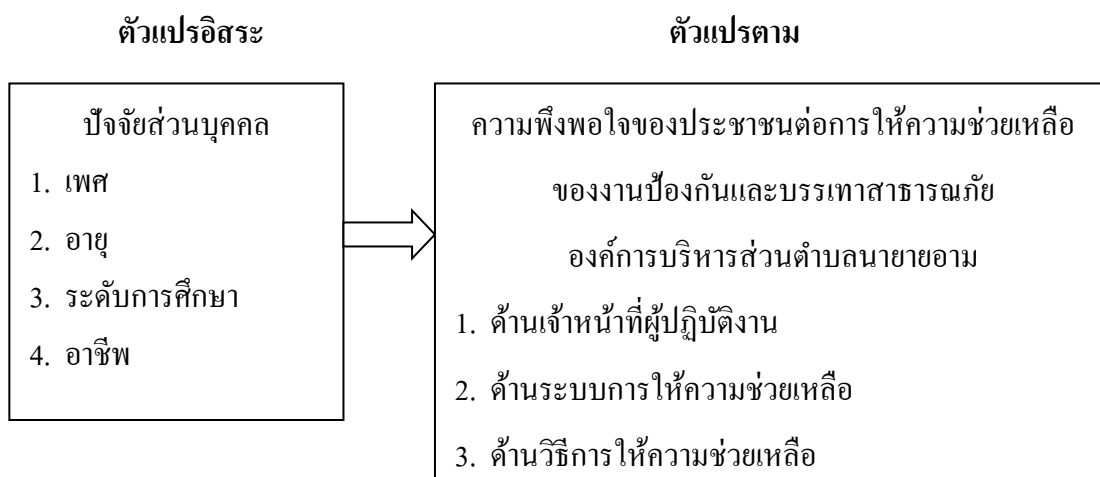 ตัวแปรอิสระ
ตัวแปรตาม
ปัจจัยส่วนบุคคล
1. เพศ
2. อายุ
3. ระดับการศึกษา
4. อาชีพ
ความพึงพอใจของประชาชนต่อการให้ความช่วยเหลือ
ของงานป้องกันและบรรเทาสาธารณภัย
องค์การบริหารส่วนตำบลนายายอาม
1. ด้านเจ้าหน้าที่ผู้ปฏิบัติงาน
2. ด้านระบบการให้ความช่วยเหลือ
3. ด้านวิธีการให้ความช่วยเหลือ